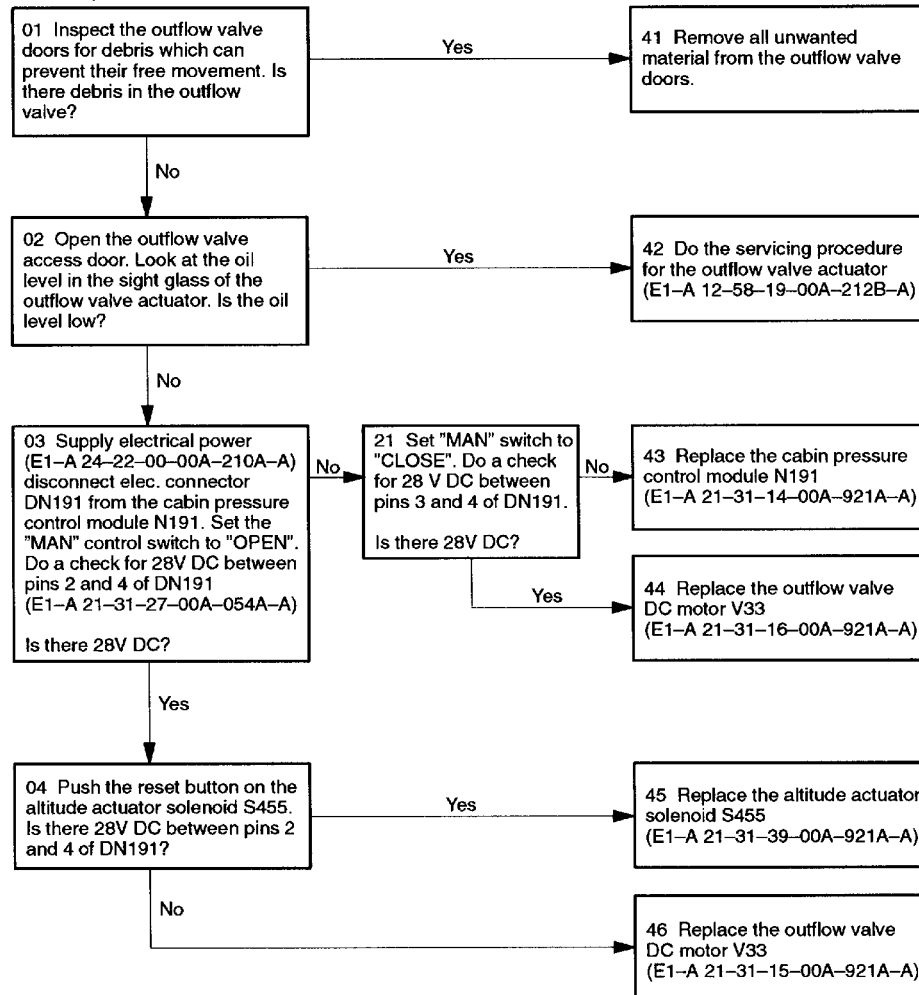 01 Inspect the outflow valve
doors for debris which can
prevent their free movement. Is
there debris in the outflow
valve?
Yes
41 Remove all unwanted
material from the outflow valve
doors.
No
02 Open the outflow valve
access door. Look at the oil
level in the sight glass of the
outflow valve actuator. Is the oil
level low?
Yes
42 Do the servicing procedure
for the outflow valve actuator
(E1–A 12–58–19–00A–212B–A)
No
03 Supply electrical power
(E1–A 24–22–00–00A–210A–A)
disconnect elec. connector
DN191 from the cabin pressure
control module N191. Set the
"MAN" control switch to "OPEN".
Do a check for 28V DC between
pins 2 and 4 of DN191
(E1–A 21–31–27–00A–054A–A)
Is there 28V DC?
No
21 Set "MAN" switch to
"CLOSE". Do a check
for 28 V DC between
pins 3 and 4 of DN191.
Is there 28V DC?
No
43 Replace the cabin pressure
control module N191
(E1–A 21–31–14–00A–921A–A)
Yes
44 Replace the outflow valve
DC motor V33
(E1–A 21–31–16–00A–921A–A)
Yes
04 Push the reset button on the
altitude actuator solenoid S455.
Is there 28V DC between pins 2
and 4 of DN191?
Yes
45 Replace the altitude actuator
solenoid S455
(E1–A 21–31–39–00A–921A–A)
No
46 Replace the outflow valve
DC motor V33
(E1–A 21–31–15–00A–921A–A)